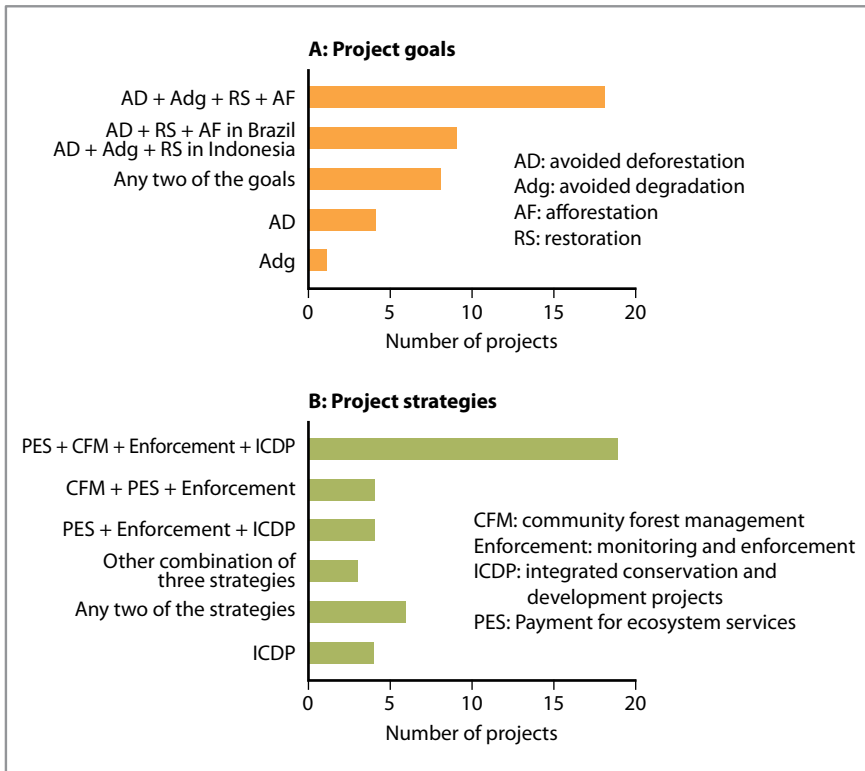 A: Project goals
AD + Adg + RS + AF
AD + RS + AF in Brazil
AD + Adg + RS in Indonesia
Any two of the goals
AD
Adg
AD: avoided deforestation
Adg: avoided degradation
AF: afforestation
RS: restoration
0 5 10 15 20
Number of projects
B: Project strategies
PES + CFM + Enforcement + ICDP
CFM + PES + Enforcement
PES + Enforcement + ICDP
Other combination of
three strategies
Any two of the strategies
ICDP
CFM: community forest management
Enforcement: monitoring and enforcement
ICDP: integrated conservation and
development projects
PES: Payment for ecosystem services
0 5 10 15 20
Number of projects